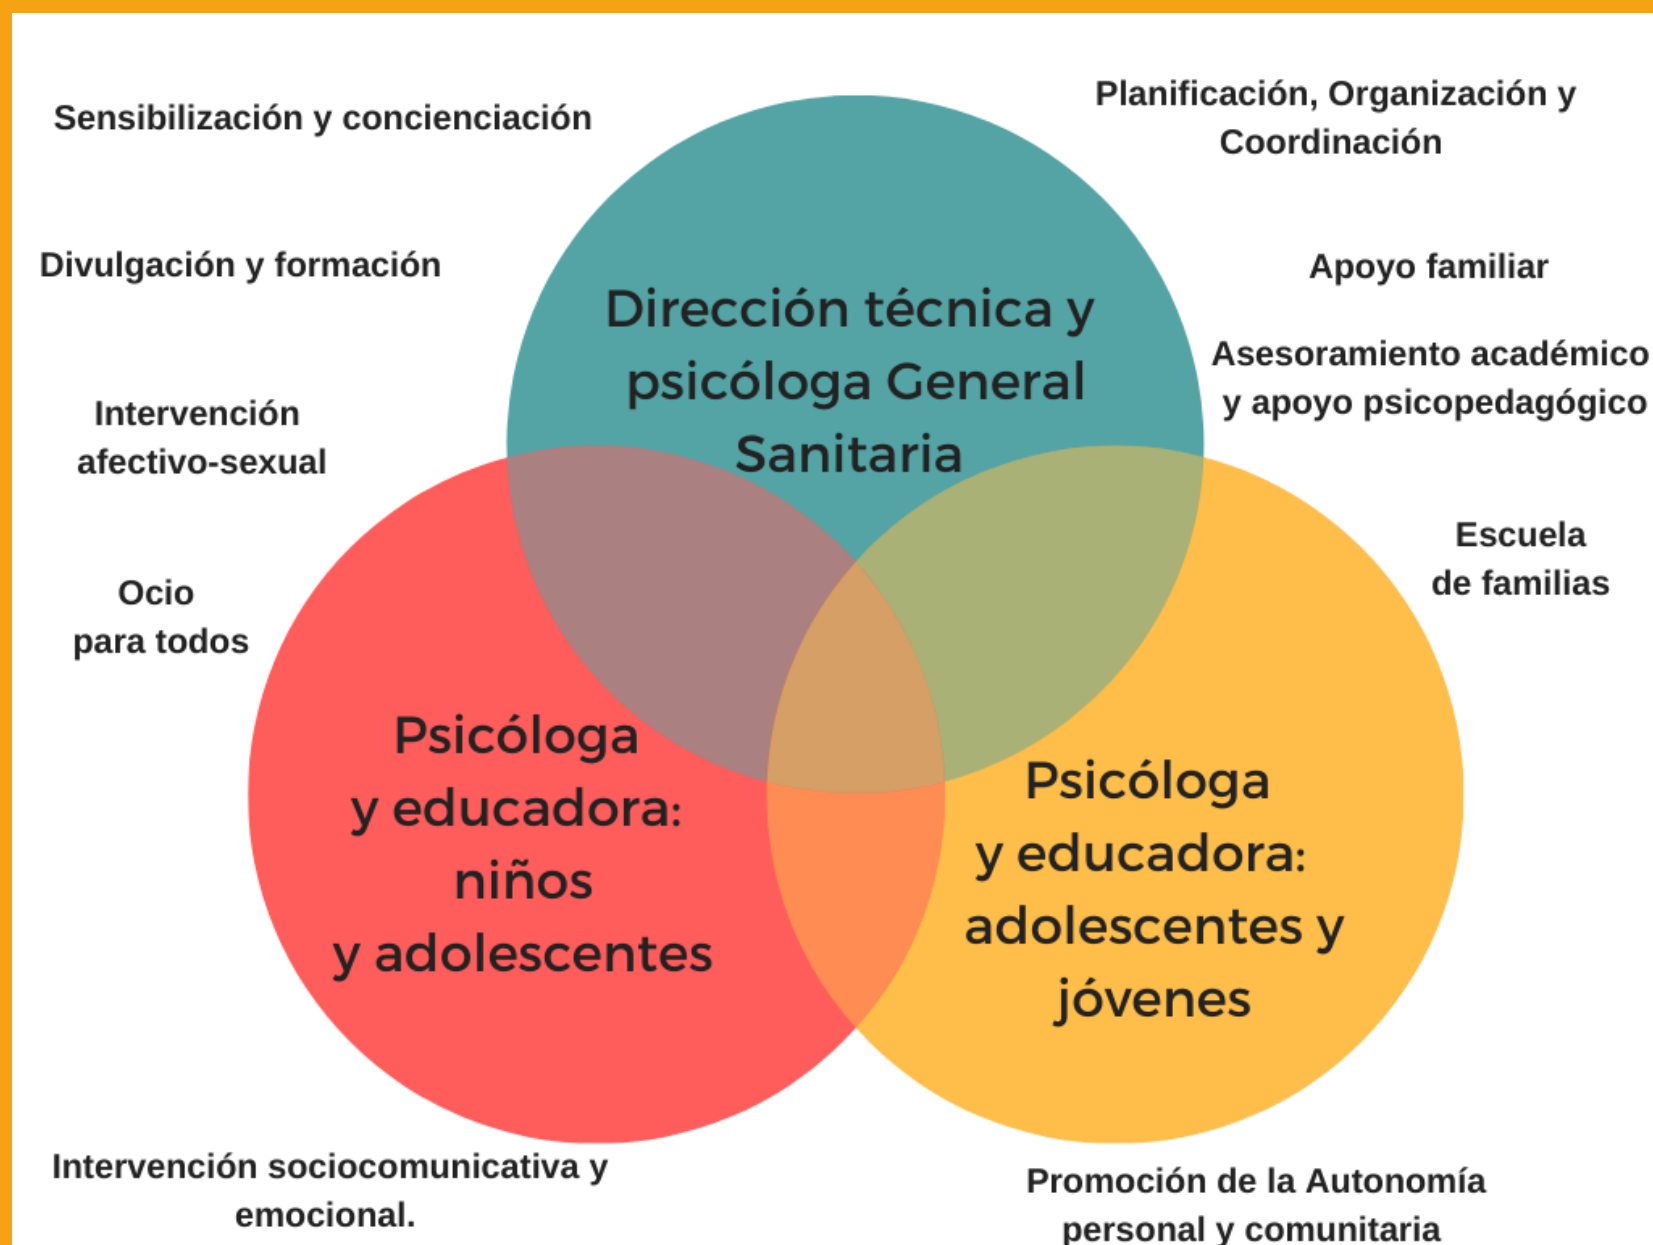 Sensibilización y concienciación
Planificación, Organización y
Coordinación
Divulgación y formación
Apoyo familiar
Dirección técnica y
psicóloga General
Sanitaria
Asesoramiento académico
y apoyo psicopedagógico
Intervención
afectivo-sexual
Escuela
de familias
Ocio
para todos
Psicóloga
y educadora:
niños
y adolescentes
Psicóloga
y educadora:
adolescentes y
jóvenes
Intervención sociocomunicativa y
emocional.
Promoción de la Autonomía
personal y comunitaria